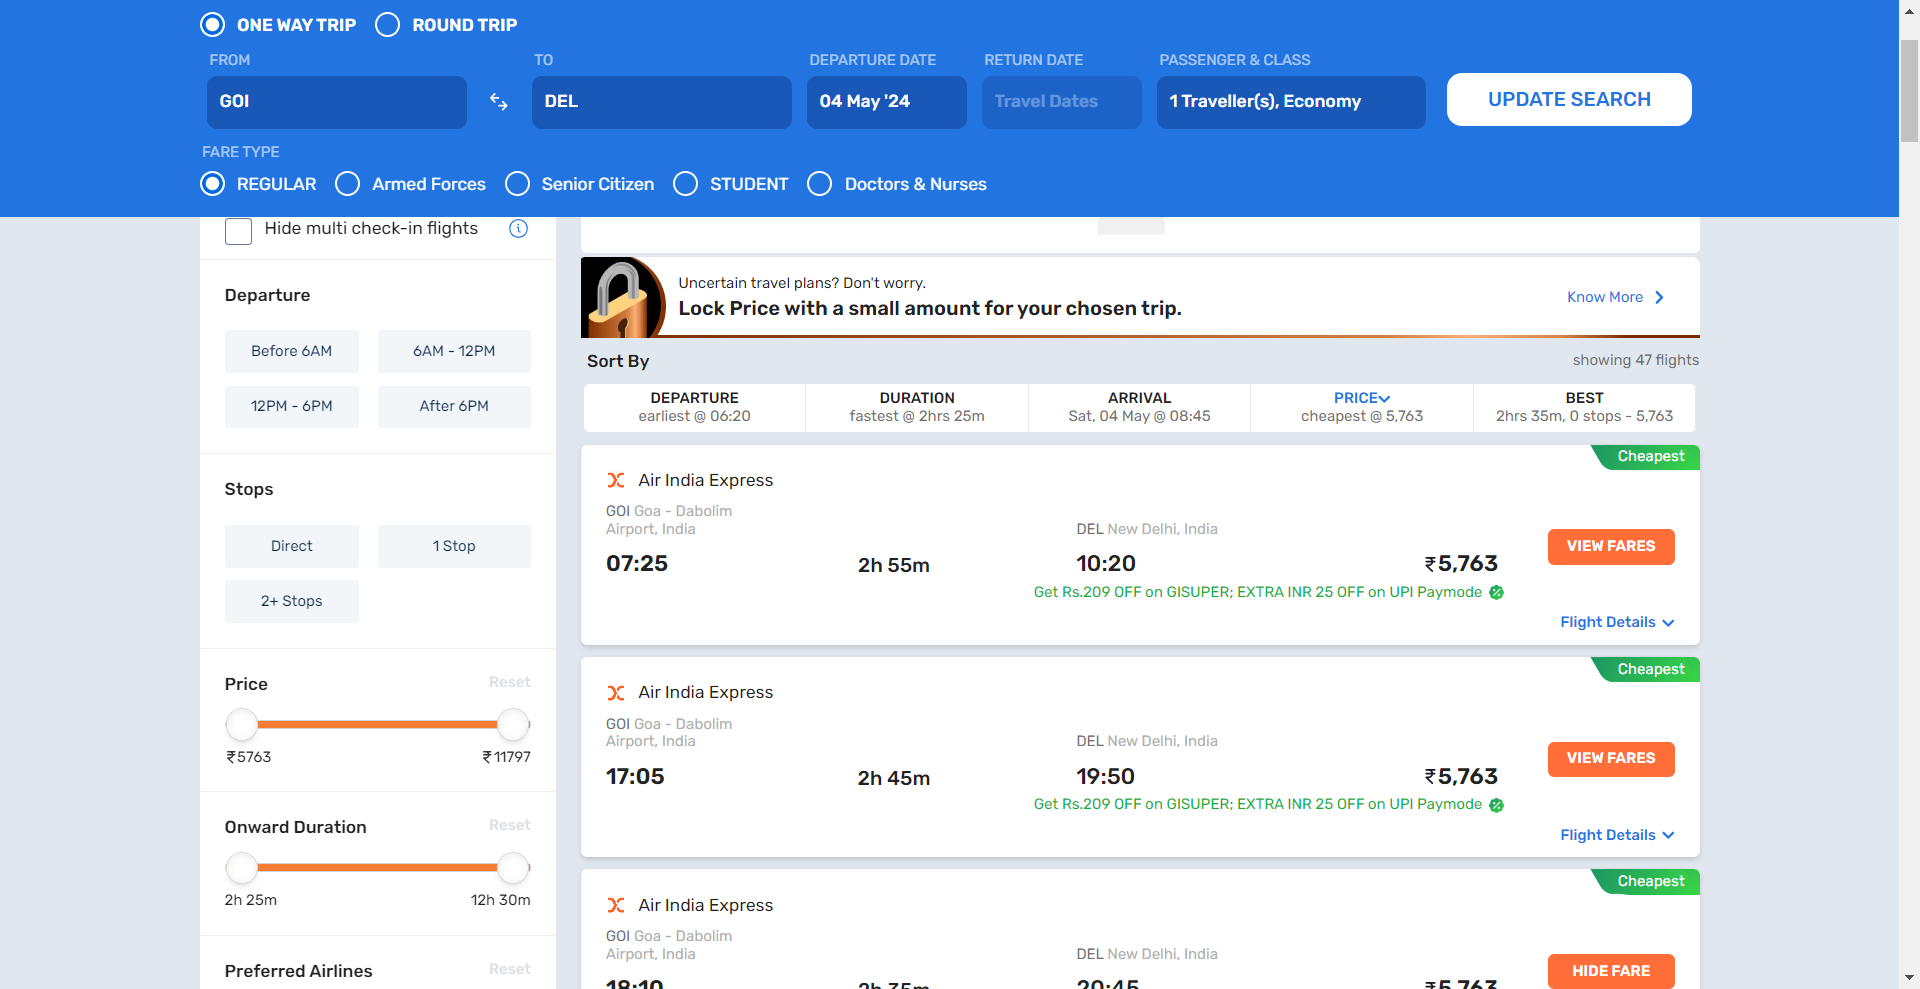 ONE WAY TRIP ROUND TRIP
FROM TO DEPARTURE DATE RETURN DATE PASSENGER & CLASS
GOI DEL 04 May '24 Travel Dates 1 Traveller(s), Economy UPDATE SEARCH
FARE TYPE
REGULAR Armed Forces Senior Citizen STUDENT Doctors & Nurses
Hide multi check-in flights
Departure
Before 6AM 6AM - 12PM
12PM - 6PM After 6PM
Stops
Direct 1 Stop
2+ Stops
Price Reset
₹5763 ₹11797
Onward Duration Reset
2h 25m 12h 30m
Preferred Airlines Reset
Uncertain travel plans? Don't worry.
Lock Price with a small amount for your chosen trip.
Know More
Sort By showing 47 flights
DEPARTURE DURATION ARRIVAL PRICE BEST
earliest @ 06:20 fastest @ 2hrs 25m Sat, 04 May @ 08:45 cheapest @ 5,763 2hrs 35m, 0 stops - 5,763
Cheapest
Air India Express
GOI Goa - Dabolim
Airport, India DEL New Delhi, India
07:25 2h 55m 10:20 ₹5,763 VIEW FARES
Get Rs.209 OFF on GISUPER; EXTRA INR 25 OFF on UPI Paymode
Flight Details
Cheapest
Air India Express
GOI Goa - Dabolim
Airport, India DEL New Delhi, India
17:05 2h 45m 19:50 ₹5,763 VIEW FARES
Get Rs.209 OFF on GISUPER; EXTRA INR 25 OFF on UPI Paymode
Flight Details
Cheapest
Air India Express
GOI Goa - Dabolim
Airport, India DEL New Delhi, India
18:10 2h 35m 20:45 ₹5,763 HIDE FARE